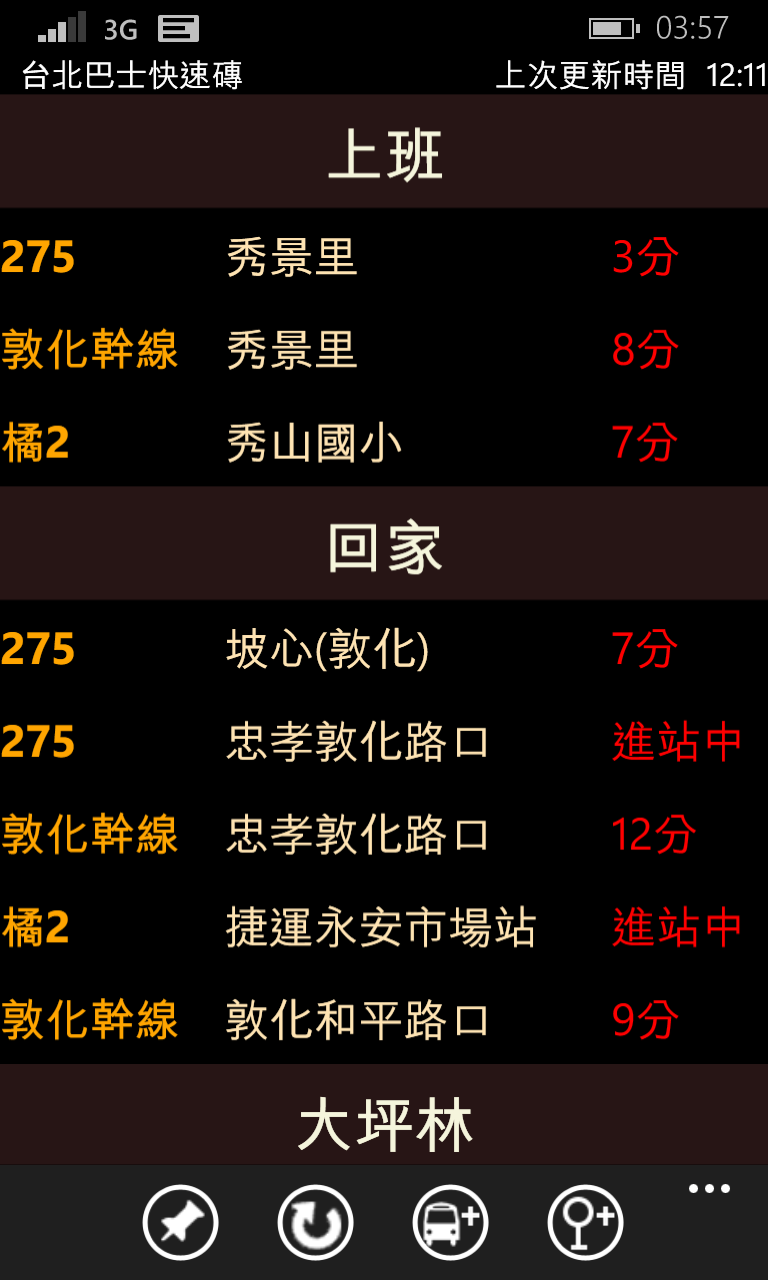 3G 03:57
台北巴士快速磚 上次更新時間 12:11
上班
275 秀景里 3分
敦化幹線 秀景里 8分
橘2 秀山國小 7分
回家
275 坡心(敦化) 7分
275 忠孝敦化路口 進站中
敦化幹線 忠孝敦化路口 12分
橘2 捷運永安市場站 進站中
敦化幹線 敦化和平路口 9分
大坪林